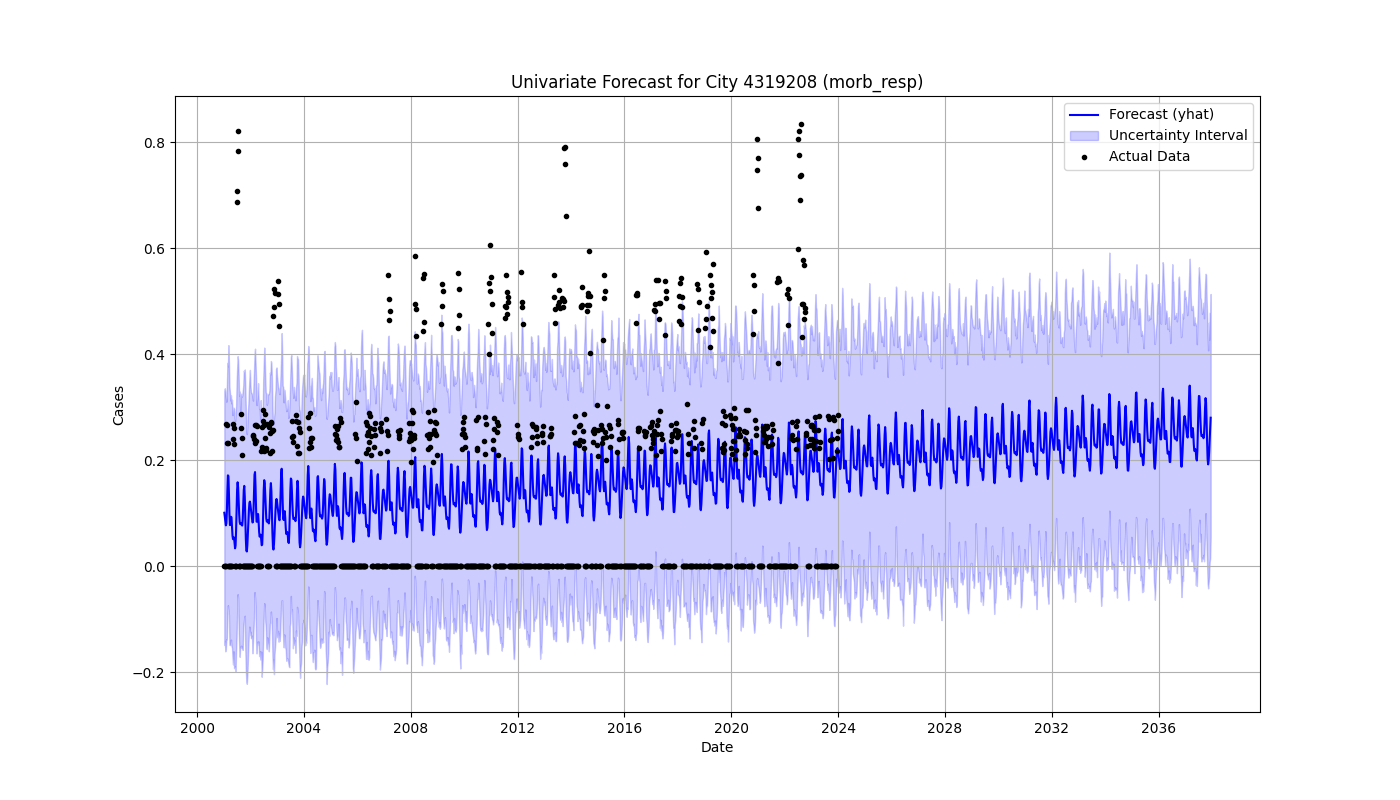 Univariate Forecast for City 4319208 (morb_resp)
Forecast (yhat)
Uncertainty Interval
Actual Data
Cases
0.8
0.6
0.4
0.2
0.0
−0.2
2000 2004 2008 2012 2016 2020 2024 2028 2032 2036
Date